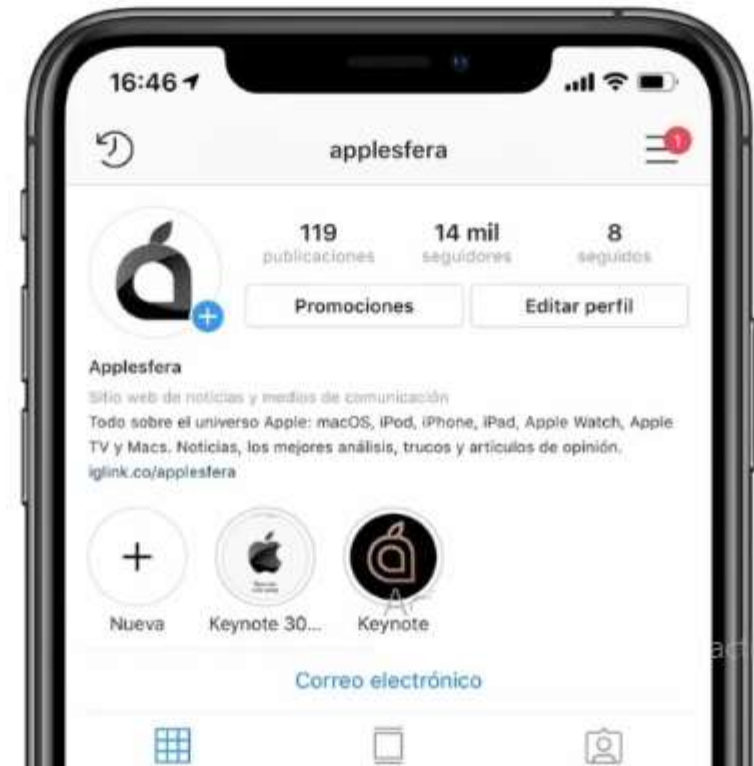 16:46
applesfera
1
119 14 mil 8
publicaciones seguidores seguidos
Promociones Editar perfil
Applesfera
Sitio web de noticias y medios de comunicación
Todo sobre el universo Apple: macOS, iPod, iPhone, iPad, Apple Watch, Apple
TV y Macs. Noticias, los mejores análisis, trucos y artículos de opinión.
iglink.co/applesfera
Nueva Keynote 30... Keynote
Correo electrónico